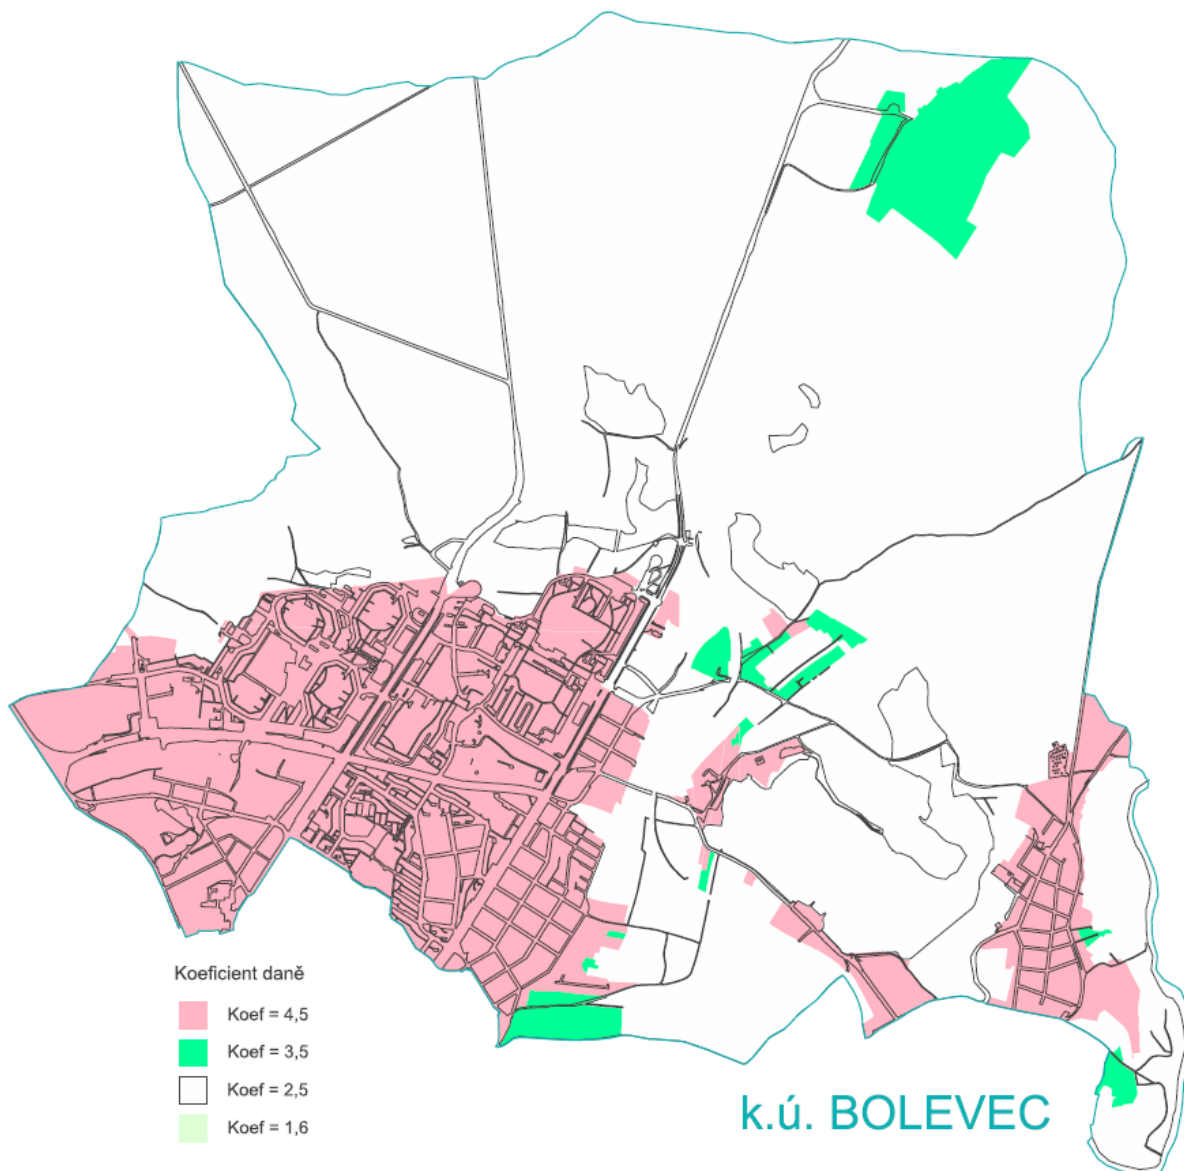 Koeficient daně
Koef = 4,5
Koef = 3,5
Koef = 2,5
Koef = 1,6
k.ú. BOLEVEC